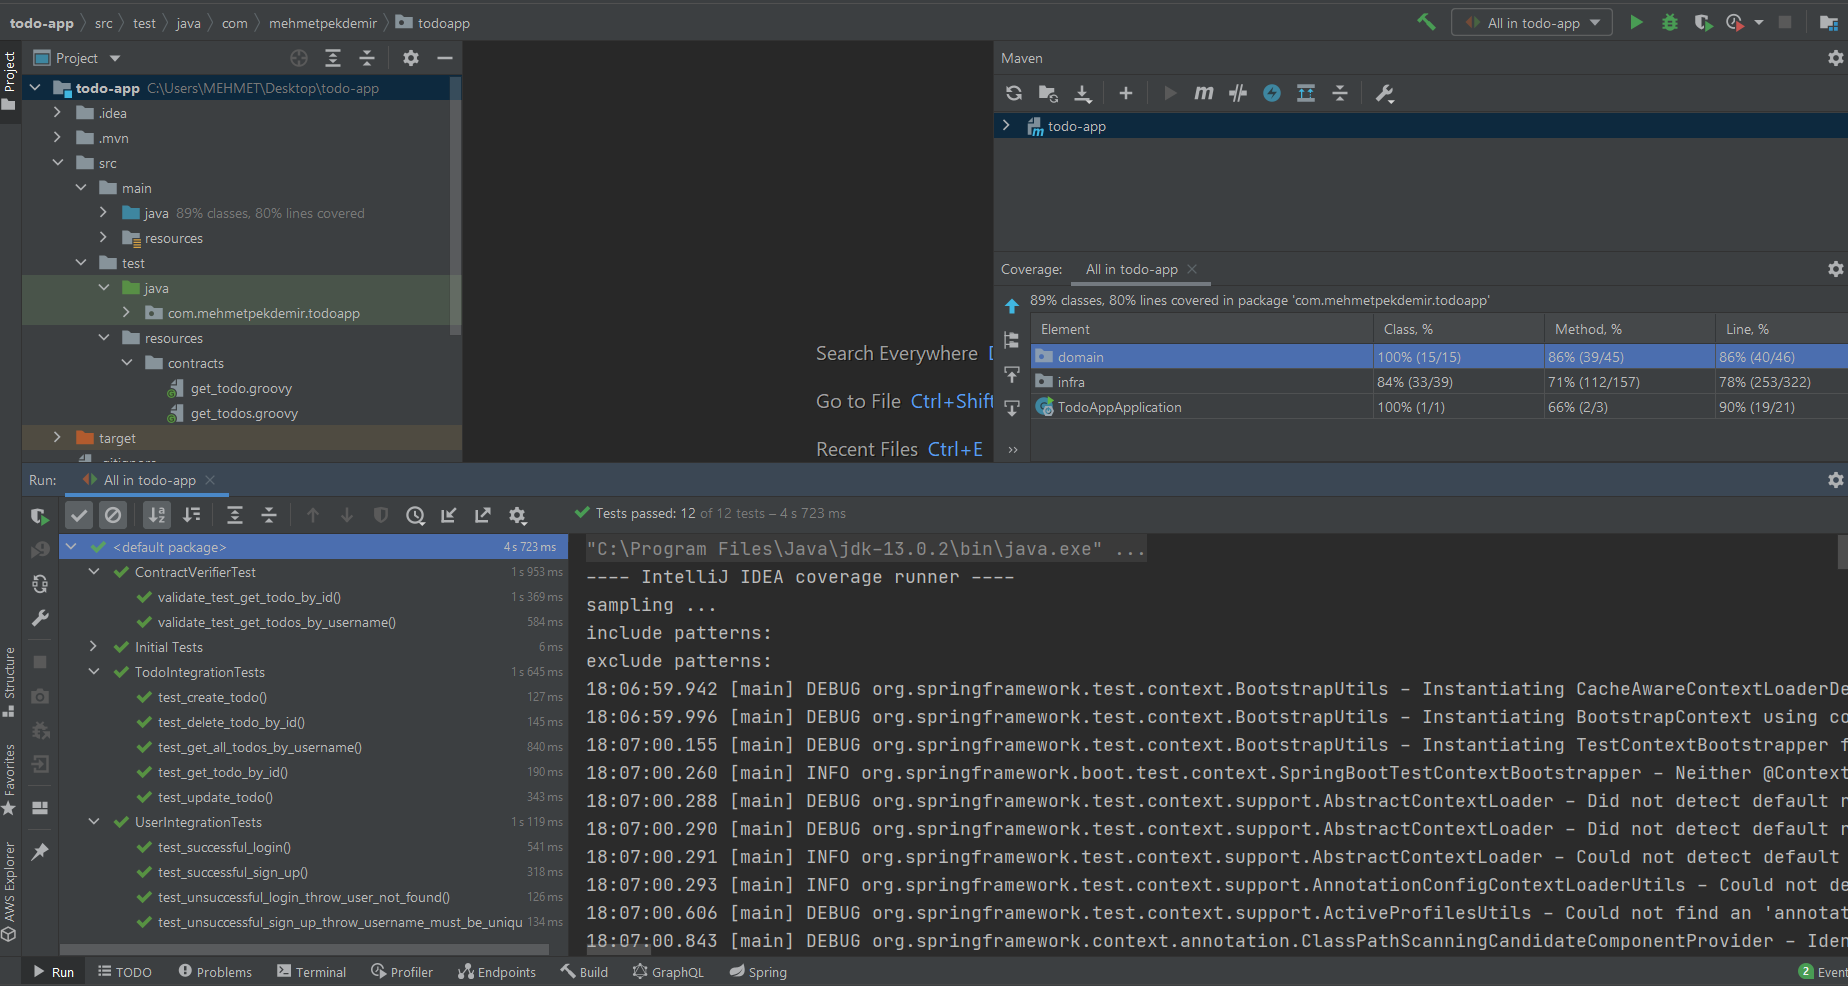 todo-app src test java com mehmetpekdemir todoapp
All in todo-app
Project
Project
todo-app C:\Users\MEHMET\Desktop\todo-app
.idea
.mvn
src
main
java 89% classes, 80% lines covered
resources
test
java
com.mehmetpekdemir.todoapp
resources
contracts
get_todo.groovy
get_todos.groovy
target
.gitignore
Search Everywhere
Go to File Ctrl+Shift
Recent Files Ctrl+E
Maven
todo-app
Coverage: All in todo-app
89% classes, 80% lines covered in package 'com.mehmetpekdemir.todoapp'
Element Class, % Method, % Line, %
domain 100% (15/15) 86% (39/45) 86% (40/46)
infra 84% (33/39) 71% (112/157) 78% (253/322)
TodoAppApplication 100% (1/1) 66% (2/3) 90% (19/21)
Run: All in todo-app
Tests passed: 12 of 12 tests – 4 s 723 ms
<default package> 4 s 723 ms
ContractVerifierTest 1 s 953 ms
validate_test_get_todo_by_id() 1 s 369 ms
validate_test_get_todos_by_username() 584 ms
Initial Tests 6 ms
TodoIntegrationTests 1 s 645 ms
test_create_todo() 127 ms
test_delete_todo_by_id() 145 ms
test_get_all_todos_by_username() 840 ms
test_get_todo_by_id() 190 ms
test_update_todo() 343 ms
UserIntegrationTests 1 s 119 ms
test_successful_login() 541 ms
test_successful_sign_up() 318 ms
test_unsuccessful_login_throw_user_not_found() 126 ms
test_unsuccessful_sign_up_throw_username_must_be_uniqu 134 ms
"C:\Program Files\Java\jdk-13.0.2\bin\java.exe" ...
---- IntelliJ IDEA coverage runner ----
sampling ...
include patterns:
exclude patterns:
18:06:59.942 [main] DEBUG org.springframework.test.context.BootstrapUtils - Instantiating CacheAwareContextLoaderDe
18:06:59.996 [main] DEBUG org.springframework.test.context.BootstrapUtils - Instantiating BootstrapContext using co
18:07:00.155 [main] DEBUG org.springframework.test.context.BootstrapUtils - Instantiating TestContextBootstrapper f
18:07:00.260 [main] INFO org.springframework.boot.test.context.SpringBootTestContextBootstrapper - Neither @Context
18:07:00.288 [main] DEBUG org.springframework.test.context.support.AbstractContextLoader - Did not detect default r
18:07:00.290 [main] DEBUG org.springframework.test.context.support.AbstractContextLoader - Did not detect default r
18:07:00.291 [main] INFO org.springframework.test.context.support.AbstractContextLoader - Could not detect default
18:07:00.293 [main] INFO org.springframework.test.context.support.AnnotationConfigContextLoaderUtils - Could not de
18:07:00.606 [main] DEBUG org.springframework.test.context.support.ActiveProfilesUtils - Could not find an 'annotat
18:07:00.843 [main] DEBUG org.springframework.context.annotation.ClassPathScanningCandidateComponentProvider - Iden
Structure
Favorites
AWS Explorer
Run TODO Problems Terminal Profiler Endpoints Build GraphQL Spring 2 Event